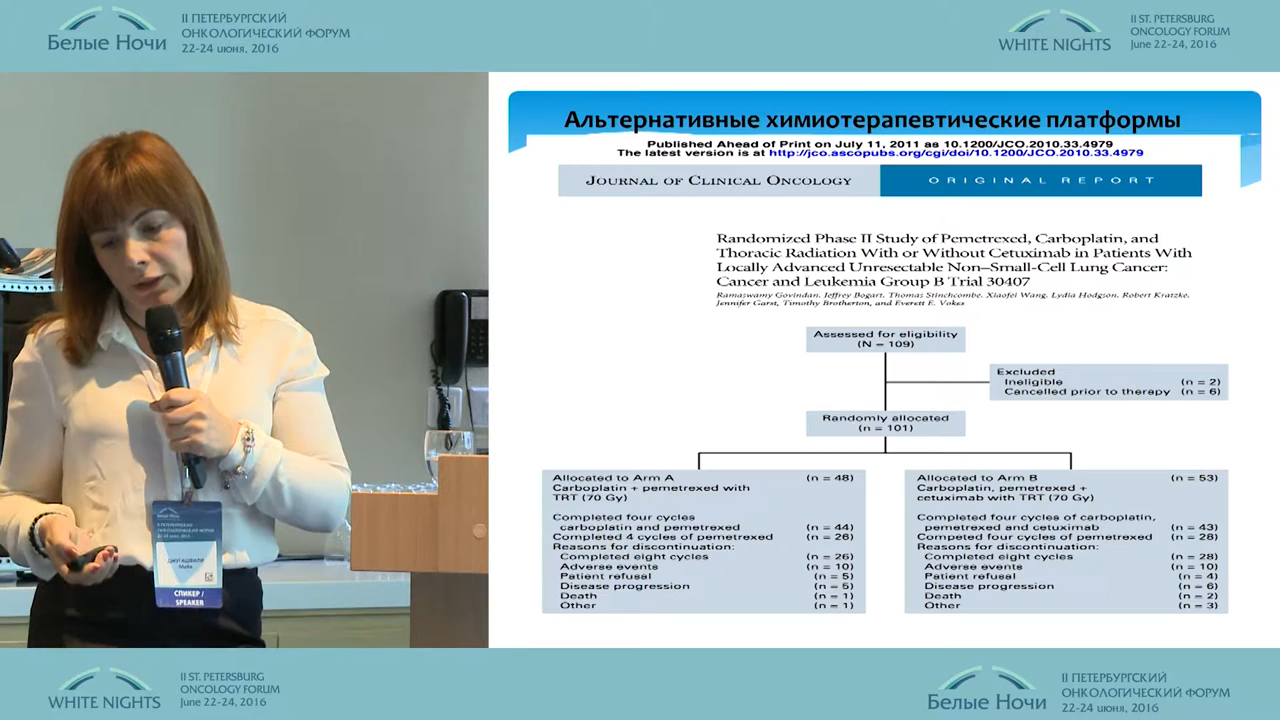 II ПЕТЕРБУРГСКИЙ
ОНКОЛОГИЧЕСКИЙ ФОРУМ
Белые Ночи
22-24 июня, 2016
II ST. PETERSBURG
ONCOLOGY FORUM
WHITE NIGHTS
June 22-24, 2016
Альтернативные химиотерапевтические платформы
Published Ahead of Print on July 11, 2011 as 10.1200/JCO.2010.33.4979
The latest version is at http://jco.ascopubs.org/cgi/doi/10.1200/JCO.2010.33.4979
JOURNAL OF CLINICAL ONCOLOGY
ORIGINAL REPORT
Randomized Phase II Study of Pemetrexed, Carboplatin, and
Thoracic Radiation With or Without Cetuximab in Patients With
Locally Advanced Unresectable Non–Small-Cell Lung Cancer:
Cancer and Leukemia Group B Trial 30407
Ramaswamy Govindan, Jeffrey Bogart, Thomas Stinchcombe, Xiaofei Wang, Lydia Hodgson, Robert Kratzke,
Jennifer Garst, Timothy Brotherton, and Everett E. Vokes
Assessed for eligibility
(N = 109)
Excluded
Ineligible (n = 2)
Cancelled prior to therapy (n = 6)
Randomly allocated
(n = 101)
Allocated to Arm A (n = 48)
Carboplatin + pemetrexed with
TRT (70 Gy)
Completed four cycles
carboplatin and pemetrexed (n = 44)
Completed 4 cycles of pemetrexed (n = 26)
Reasons for discontinuation:
Completed eight cycles (n = 26)
Adverse events (n = 10)
Patient refusal (n = 5)
Disease progression (n = 5)
Death (n = 1)
Other (n = 1)
Allocated to Arm B (n = 53)
Carboplatin, pemetrexed +
cetuximab with TRT (70 Gy)
Completed four cycles of carboplatin,
pemetrexed and cetuximab (n = 43)
Completed four cycles of pemetrexed (n = 28)
Reasons for discontinuation:
Completed eight cycles (n = 28)
Adverse events (n = 10)
Patient refusal (n = 4)
Disease progression (n = 6)
Death (n = 2)
Other (n = 3)
ДЖУГАШВИЛИ
Майя
СПИКЕР /
SPEAKER
II ST. PETERSBURG
ONCOLOGY FORUM
WHITE NIGHTS
June 22-24, 2016
II ПЕТЕРБУРГСКИЙ
ОНКОЛОГИЧЕСКИЙ ФОРУМ
Белые Ночи
22-24 июня, 2016